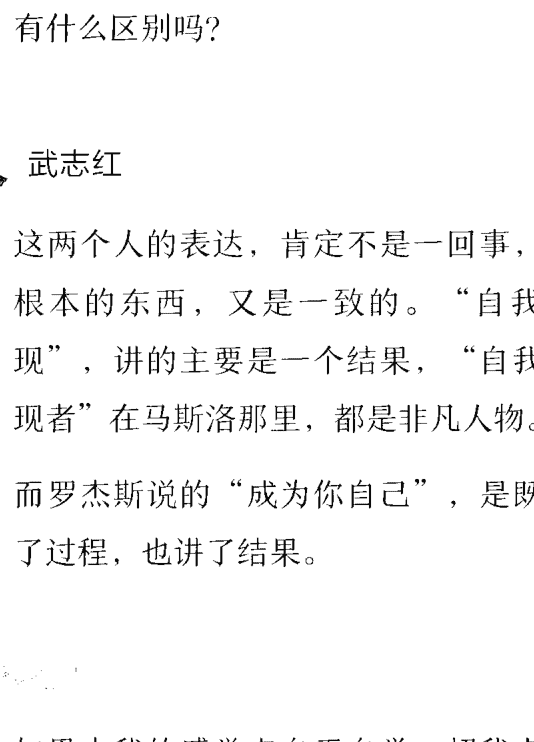 有什么区别吗？
武志红
这两个人的表达，肯定不是一回事，
根本的东西，又是一致的。“自我
现”，讲的主要是一个结果，“自我
现者”在马斯洛那里，都是非凡人物。
而罗杰斯说的“成为你自己”，是既
了过程，也讲了结果。